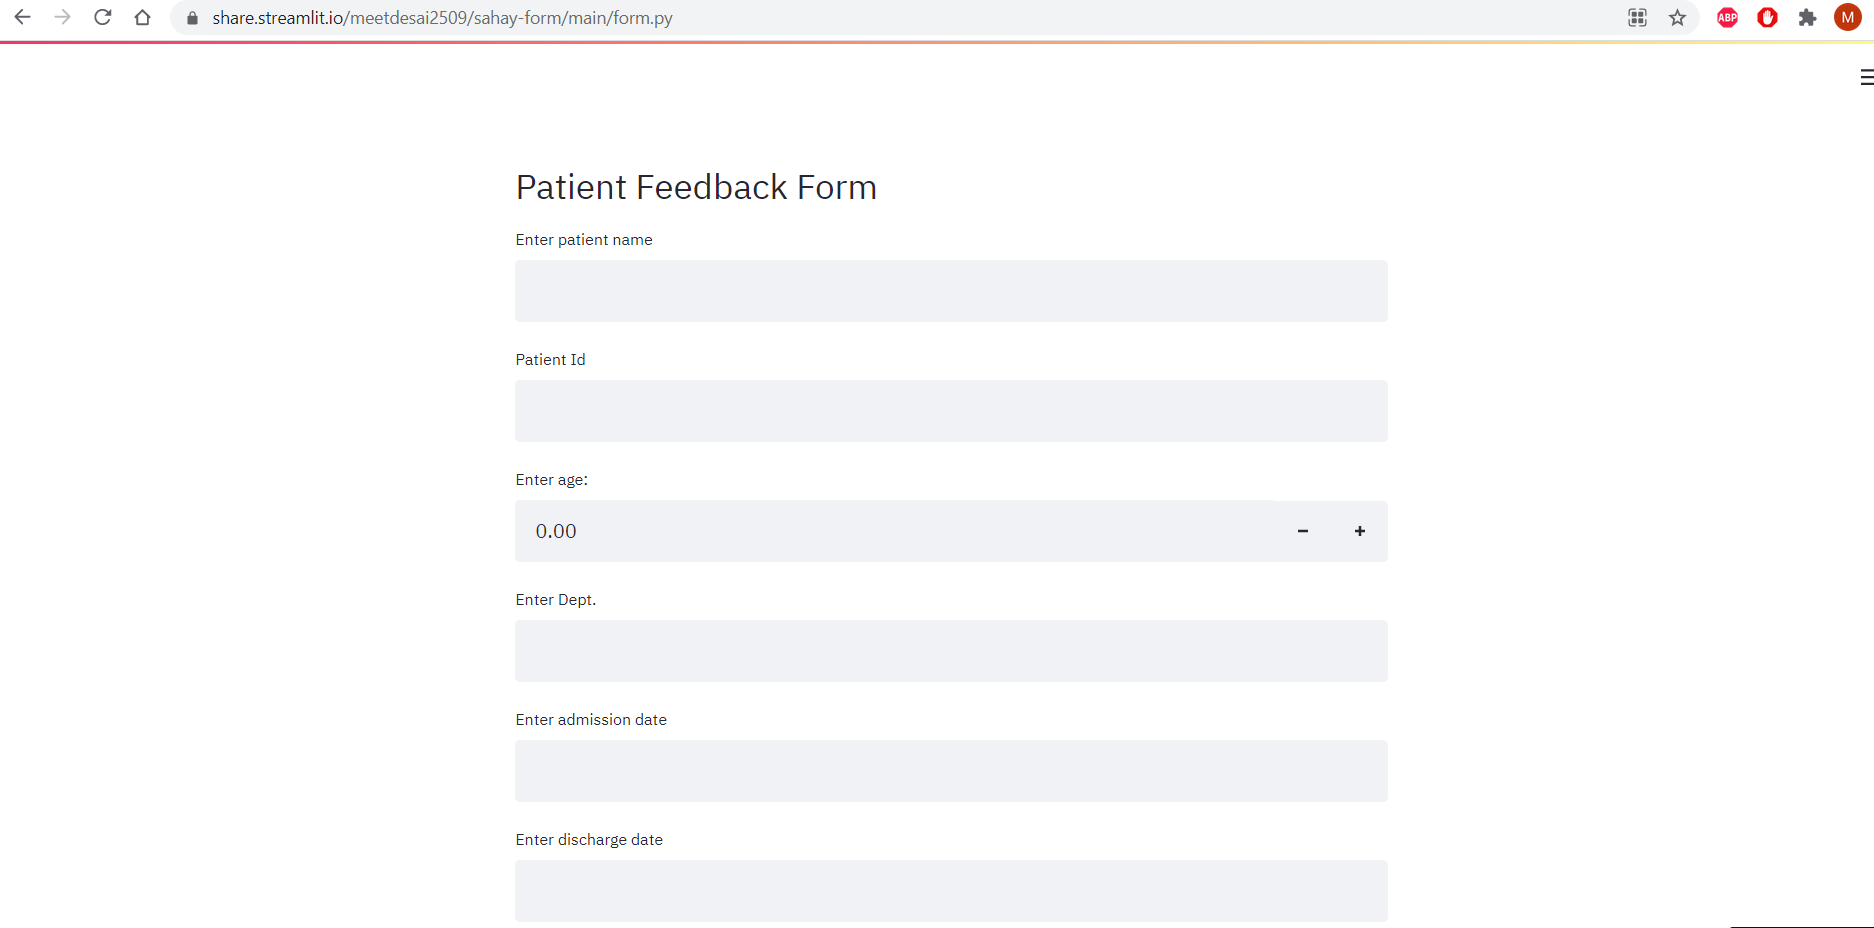 share.streamlit.io/meetdesai2509/sahay-form/main/form.py
ABP
M
Patient Feedback Form
Enter patient name
Patient Id
Enter age:
0.00
Enter Dept.
Enter admission date
Enter discharge date